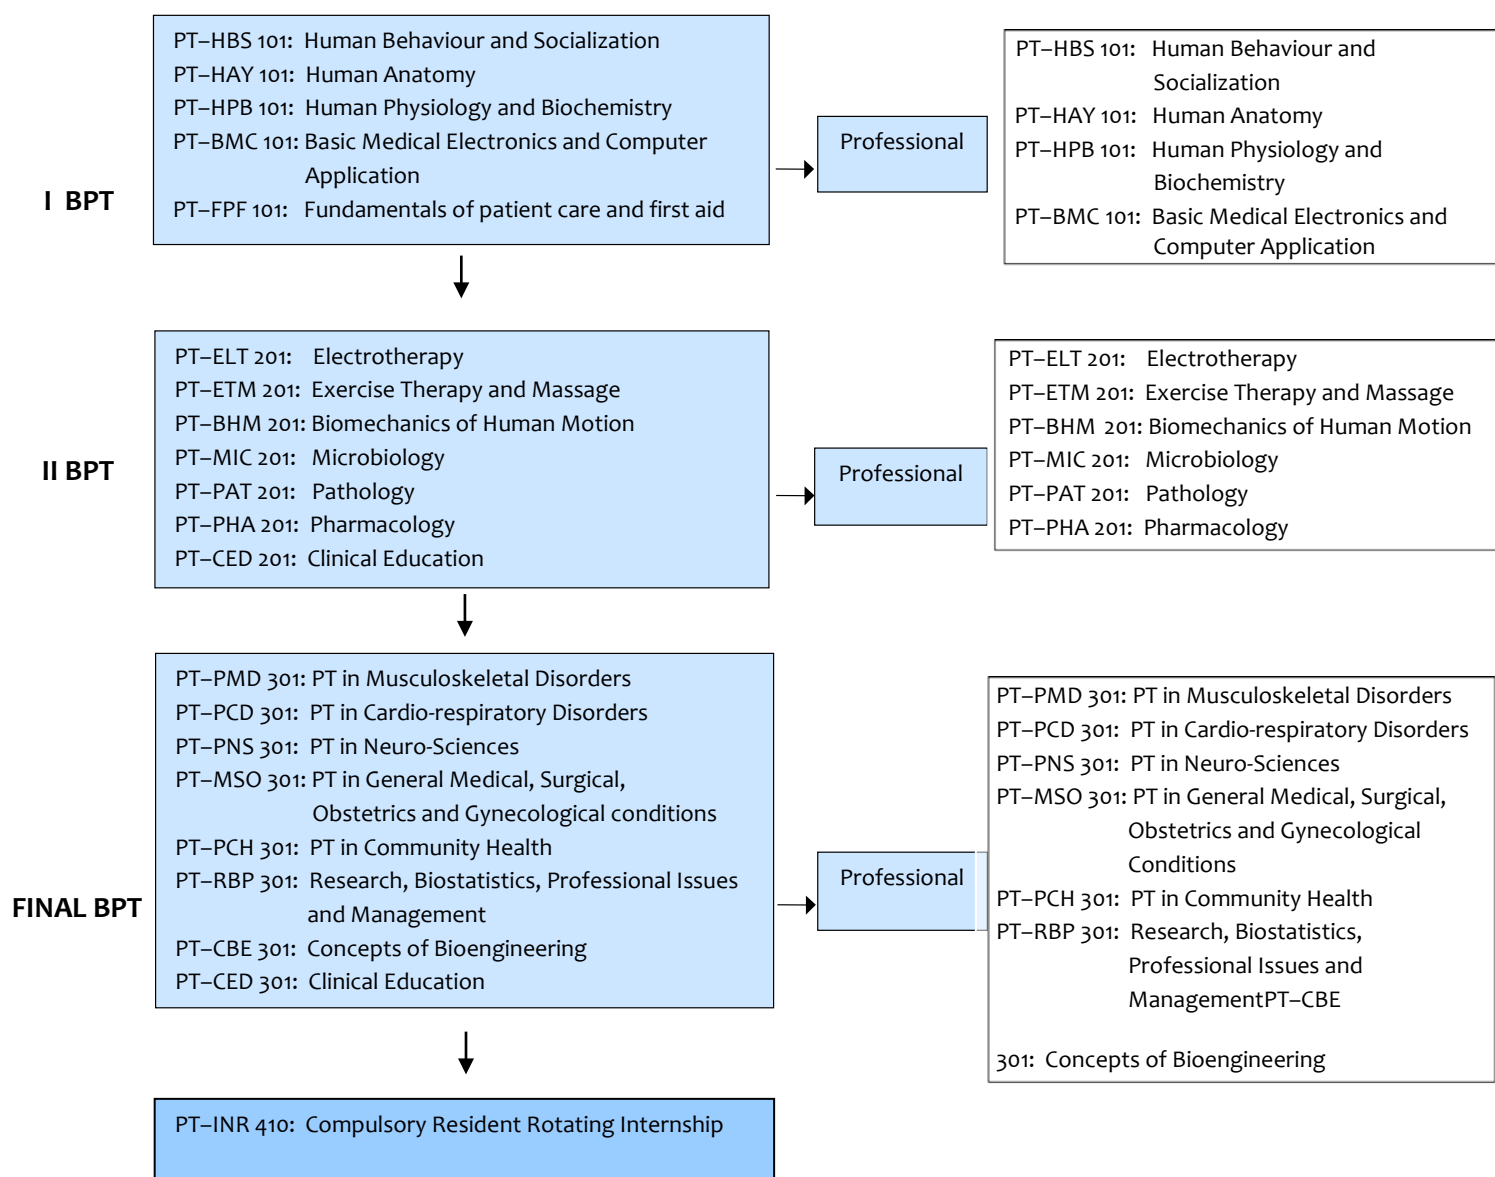 PT–HBS 101: Human Behaviour and Socialization
PT–HAY 101: Human Anatomy
PT–HPB 101: Human Physiology and Biochemistry
PT–BMC 101: Basic Medical Electronics and Computer
Application
PT–FPF 101: Fundamentals of patient care and first aid
I BPT
Professional
PT–HBS 101: Human Behaviour and
Socialization
PT–HAY 101: Human Anatomy
PT–HPB 101: Human Physiology and
Biochemistry
PT–BMC 101: Basic Medical Electronics and
Computer Application
PT–ELT 201: Electrotherapy
PT–ETM 201: Exercise Therapy and Massage
PT–BHM 201: Biomechanics of Human Motion
PT–MIC 201: Microbiology
PT–PAT 201: Pathology
PT–PHA 201: Pharmacology
PT–CED 201: Clinical Education
II BPT
Professional
PT–ELT 201: Electrotherapy
PT–ETM 201: Exercise Therapy and Massage
PT–BHM 201: Biomechanics of Human Motion
PT–MIC 201: Microbiology
PT–PAT 201: Pathology
PT–PHA 201: Pharmacology
PT–PMD 301: PT in Musculoskeletal Disorders
PT–PCD 301: PT in Cardio-respiratory Disorders
PT–PNS 301: PT in Neuro-Sciences
PT–MSO 301: PT in General Medical, Surgical,
Obstetrics and Gynecological conditions
PT–PCH 301: PT in Community Health
PT–RBP 301: Research, Biostatistics, Professional Issues
and Management
PT–CBE 301: Concepts of Bioengineering
PT–CED 301: Clinical Education
FINAL BPT
Professional
PT–PMD 301: PT in Musculoskeletal Disorders
PT–PCD 301: PT in Cardio-respiratory Disorders
PT–PNS 301: PT in Neuro-Sciences
PT–MSO 301: PT in General Medical, Surgical,
Obstetrics and Gynecological
Conditions
PT–PCH 301: PT in Community Health
PT–RBP 301: Research, Biostatistics,
Professional Issues and
ManagementPT–CBE
301: Concepts of Bioengineering
PT–INR 410: Compulsory Resident Rotating Internship